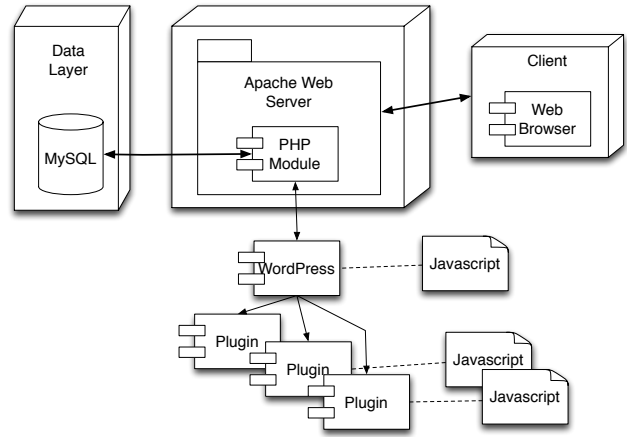 Data
Layer
MySQL
Apache Web
Server
PHP
Module
Client
Web
Browser
WordPress
Javascript
Plugin
Plugin
Plugin
Javascript
Javascript